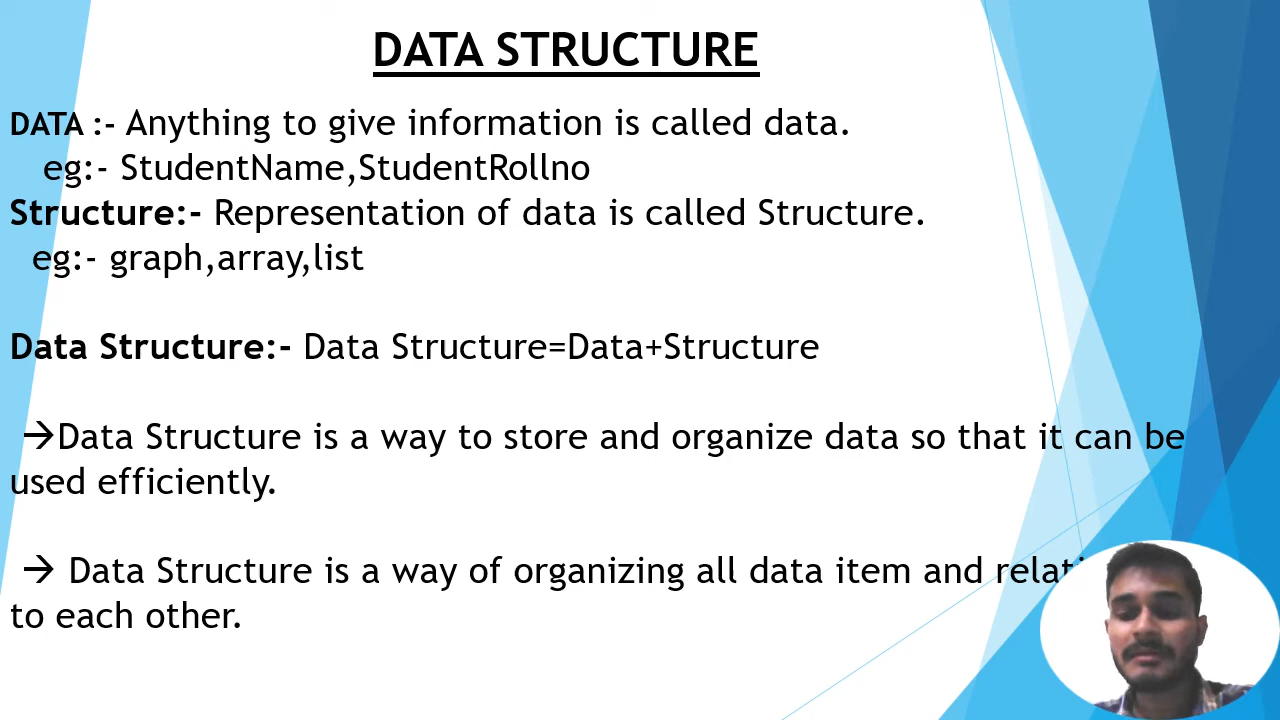 DATA STRUCTURE
DATA :- Anything to give information is called data.
eg:- StudentName,StudentRollno
Structure:- Representation of data is called Structure.
eg:- graph,array,list
Data Structure:- Data Structure=Data+Structure
→Data Structure is a way to store and organize data so that it can be
used efficiently.
→ Data Structure is a way of organizing all data item and
to each other.